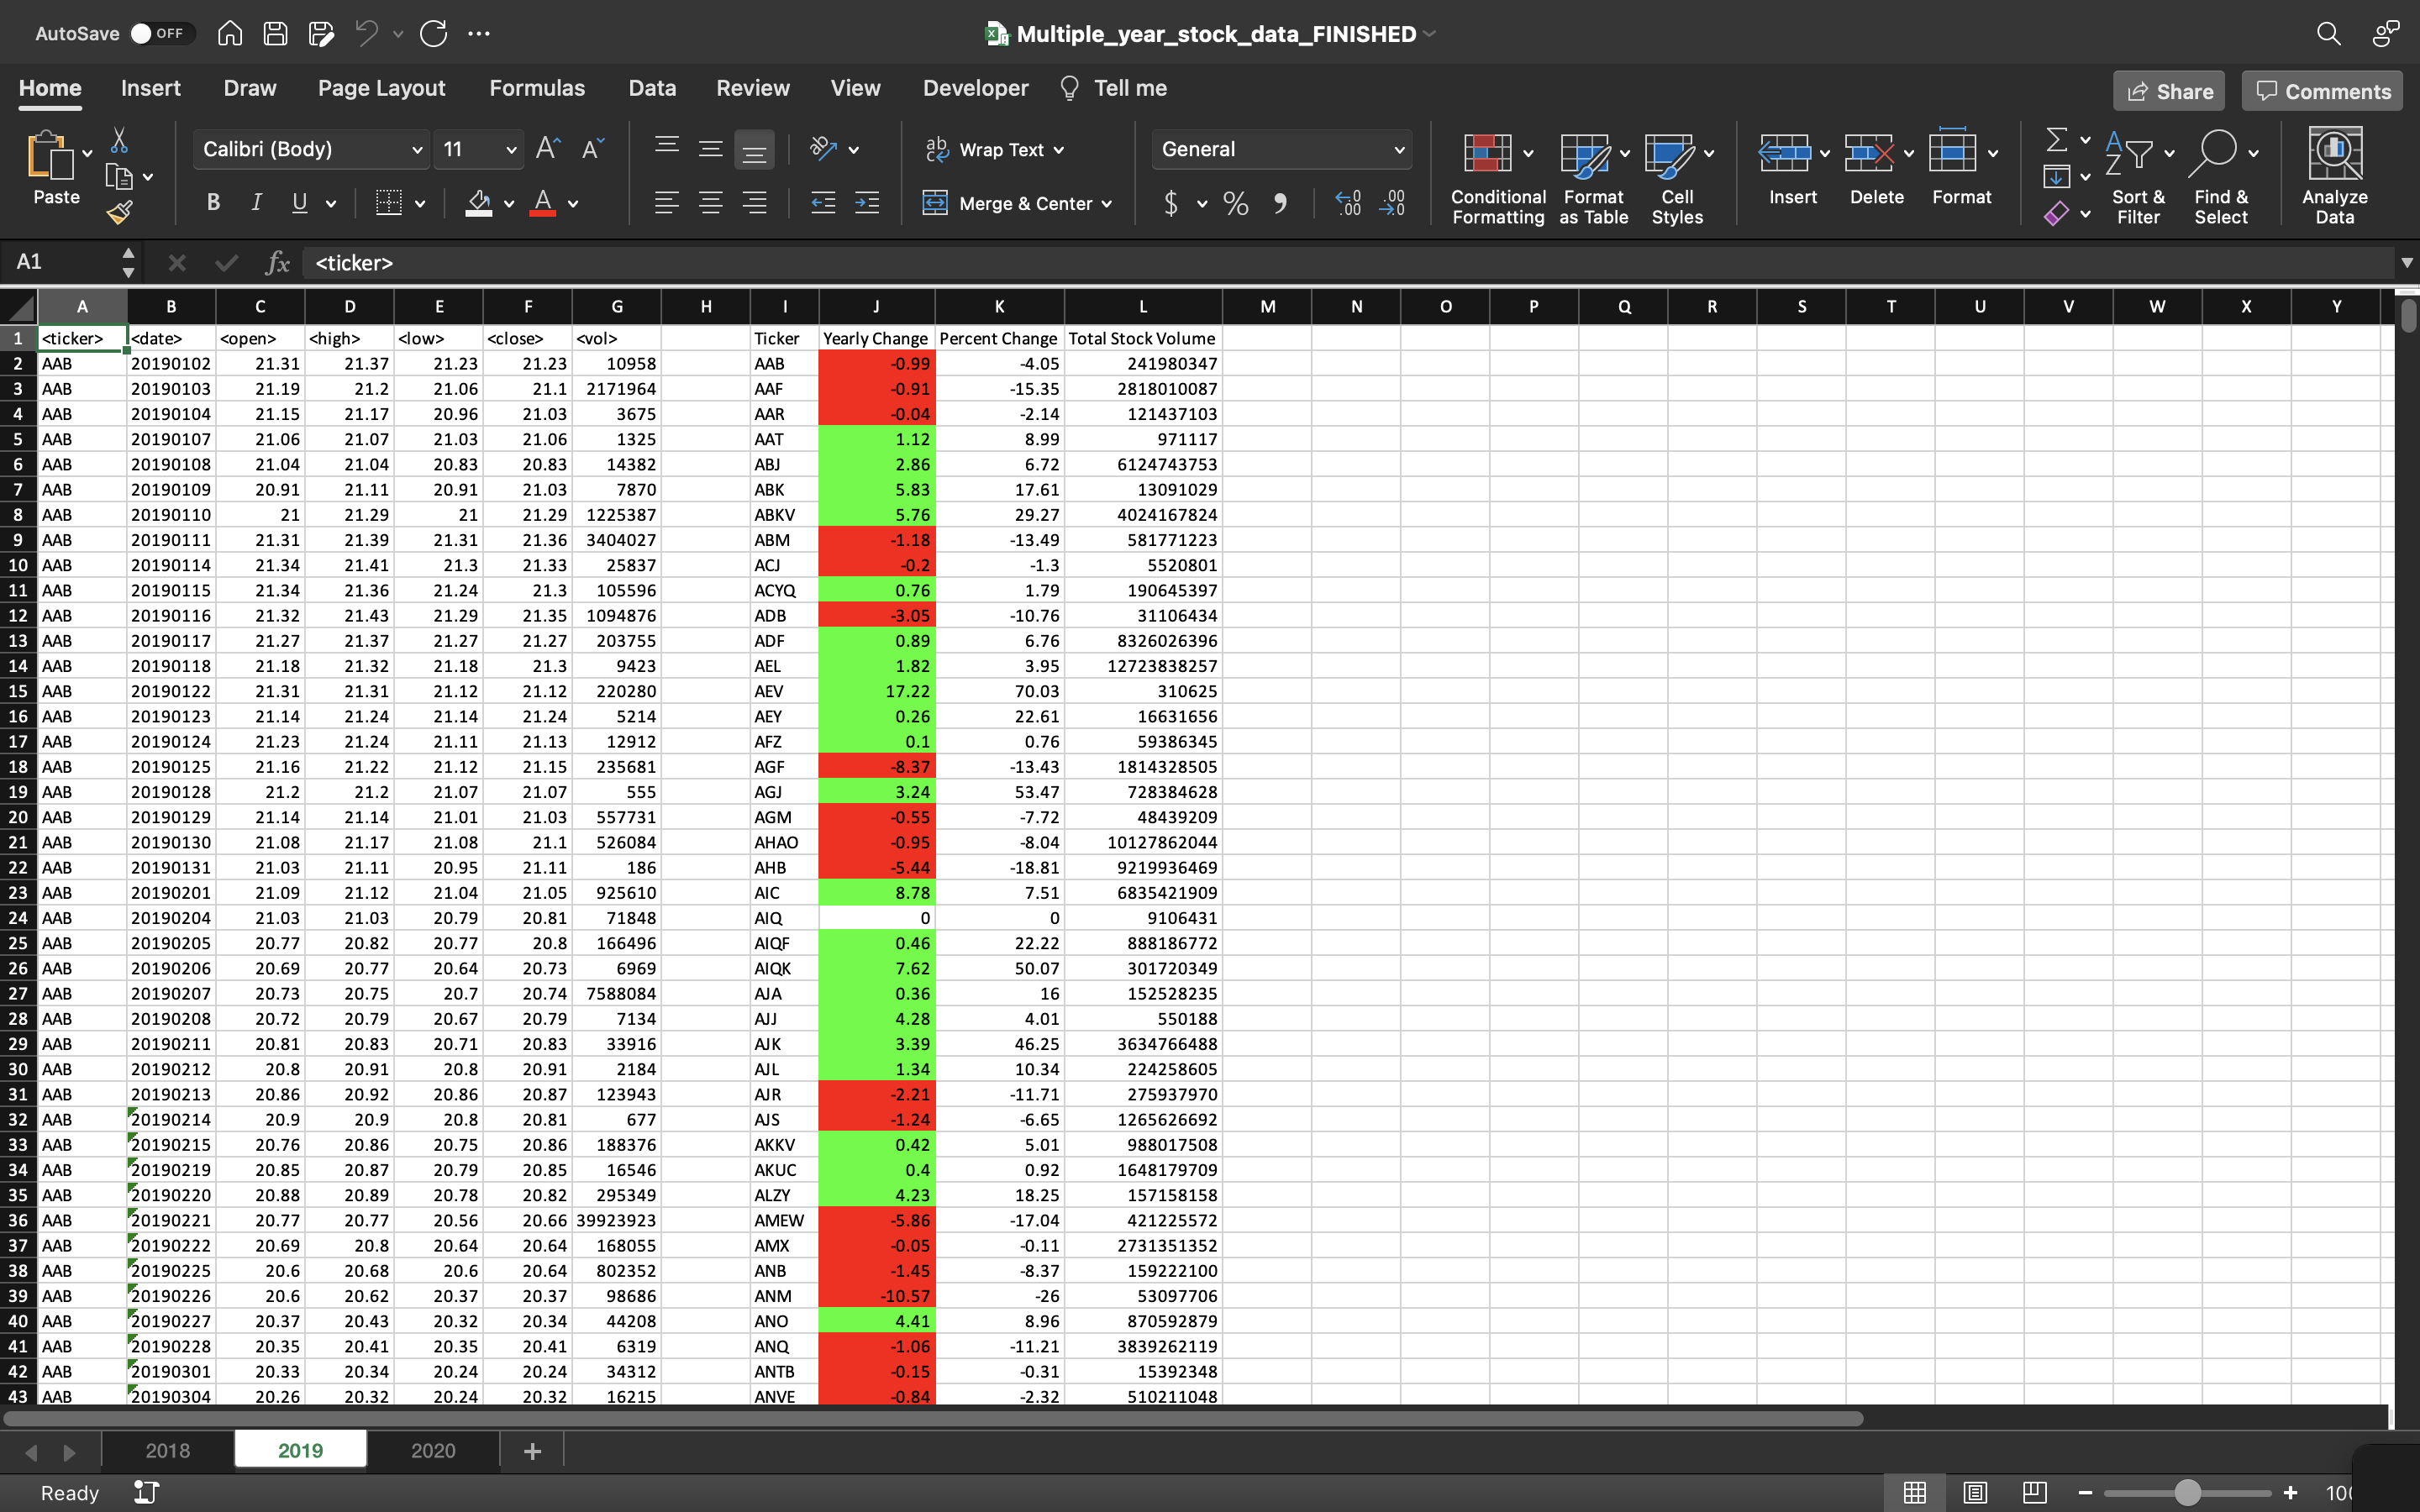 AutoSave OFF Multiple_year_stock_data_FINISHED
Home Insert Draw Page Layout Formulas Data Review View Developer Tell me Share Comments
Paste Calibri (Body) 11 A A Wrap Text General
B I U A Merge & Center $ % Conditional Formatting Format as Table Cell Styles Insert Delete Format Sort & Filter Find & Select Analyze Data
A1 fx <ticker>
A B C D E F G H I J K L M N O P Q R S T U V W X Y
1 <ticker> <date> <open> <high> <low> <close> <vol> Ticker Yearly Change Percent Change Total Stock Volume
2 AAB 20190102 21.31 21.37 21.23 21.23 10958 AAB -0.99 -4.05 241980347
3 AAB 20190103 21.19 21.2 21.06 21.1 2171964 AAF -0.91 -15.35 2818010087
4 AAB 20190104 21.15 21.17 20.96 21.03 3675 AAR -0.04 -2.14 121437103
5 AAB 20190107 21.06 21.07 21.03 21.06 1325 AAT 1.12 8.99 971117
6 AAB 20190108 21.04 21.04 20.83 20.83 14382 ABJ 2.86 6.72 6124743753
7 AAB 20190109 20.91 21.11 20.91 21.03 7870 ABK 5.83 17.61 13091029
8 AAB 20190110 21 21.29 21 21.29 1225387 ABKV 5.76 29.27 4024167824
9 AAB 20190111 21.31 21.39 21.31 21.36 3404027 ABM -1.18 -13.49 581771223
10 AAB 20190114 21.34 21.41 21.3 21.33 25837 ACJ -0.2 -1.3 5520801
11 AAB 20190115 21.34 21.36 21.24 21.3 105596 ACYQ 0.76 1.79 190645397
12 AAB 20190116 21.32 21.43 21.29 21.35 1094876 ADB -3.05 -10.76 31106434
13 AAB 20190117 21.27 21.37 21.27 21.27 203755 ADF 0.89 6.76 8326026396
14 AAB 20190118 21.18 21.32 21.18 21.3 9423 AEL 1.82 3.95 12723838257
15 AAB 20190122 21.31 21.31 21.12 21.12 220280 AEV 17.22 70.03 310625
16 AAB 20190123 21.14 21.24 21.14 21.24 5214 AEY 0.26 22.61 16631656
17 AAB 20190124 21.23 21.24 21.11 21.13 12912 AFZ 0.1 0.76 59386345
18 AAB 20190125 21.16 21.22 21.12 21.15 235681 AGF -8.37 -13.43 1814328505
19 AAB 20190128 21.2 21.2 21.07 21.07 555 AGJ 3.24 53.47 728384628
20 AAB 20190129 21.14 21.14 21.01 21.03 557731 AGM -0.55 -7.72 48439209
21 AAB 20190130 21.08 21.17 21.08 21.1 526084 AHAO -0.95 -8.04 10127862044
22 AAB 20190131 21.03 21.11 20.95 21.11 186 AHB -5.44 -18.81 9219936469
23 AAB 20190201 21.09 21.12 21.04 21.05 925610 AIC 8.78 7.51 6835421909
24 AAB 20190204 21.03 21.03 20.79 20.81 71848 AIQ 0 0 9106431
25 AAB 20190205 20.77 20.82 20.77 20.8 166496 AIQF 0.46 22.22 888186772
26 AAB 20190206 20.69 20.77 20.64 20.73 6969 AIQK 7.62 50.07 301720349
27 AAB 20190207 20.73 20.75 20.7 20.74 7588084 AJA 0.36 16 152528235
28 AAB 20190208 20.72 20.79 20.67 20.79 7134 AJJ 4.28 4.01 550188
29 AAB 20190211 20.81 20.83 20.71 20.83 33916 AJK 3.39 46.25 3634766488
30 AAB 20190212 20.8 20.91 20.8 20.91 2184 AJL 1.34 10.34 224258605
31 AAB 20190213 20.86 20.92 20.86 20.87 123943 AJR -2.21 -11.71 275937970
32 AAB 20190214 20.9 20.9 20.8 20.81 677 AJS -1.24 -6.65 1265626692
33 AAB 20190215 20.76 20.86 20.75 20.86 188376 AKKV 0.42 5.01 988017508
34 AAB 20190219 20.85 20.87 20.79 20.85 16546 AKUC 0.4 0.92 1648179709
35 AAB 20190220 20.88 20.89 20.78 20.82 295349 ALZY 4.23 18.25 157158158
36 AAB 20190221 20.77 20.77 20.56 20.66 39923923 AMEW -5.86 -17.04 421225572
37 AAB 20190222 20.69 20.8 20.64 20.64 168055 AMX -0.05 -0.11 2731351352
38 AAB 20190225 20.6 20.68 20.6 20.64 802352 ANB -1.45 -8.37 159222100
39 AAB 20190226 20.6 20.62 20.37 20.37 98686 ANM -10.57 -26 53097706
40 AAB 20190227 20.37 20.43 20.32 20.34 44208 ANO 4.41 8.96 870592879
41 AAB 20190228 20.35 20.41 20.35 20.41 6319 ANQ -1.06 -11.21 3839262119
42 AAB 20190301 20.33 20.34 20.24 20.24 34312 ANTB -0.15 -0.31 15392348
43 AAB 20190304 20.26 20.32 20.24 20.32 16215 ANVE -0.84 -2.32 510211048
2018 2019 2020 +
Ready